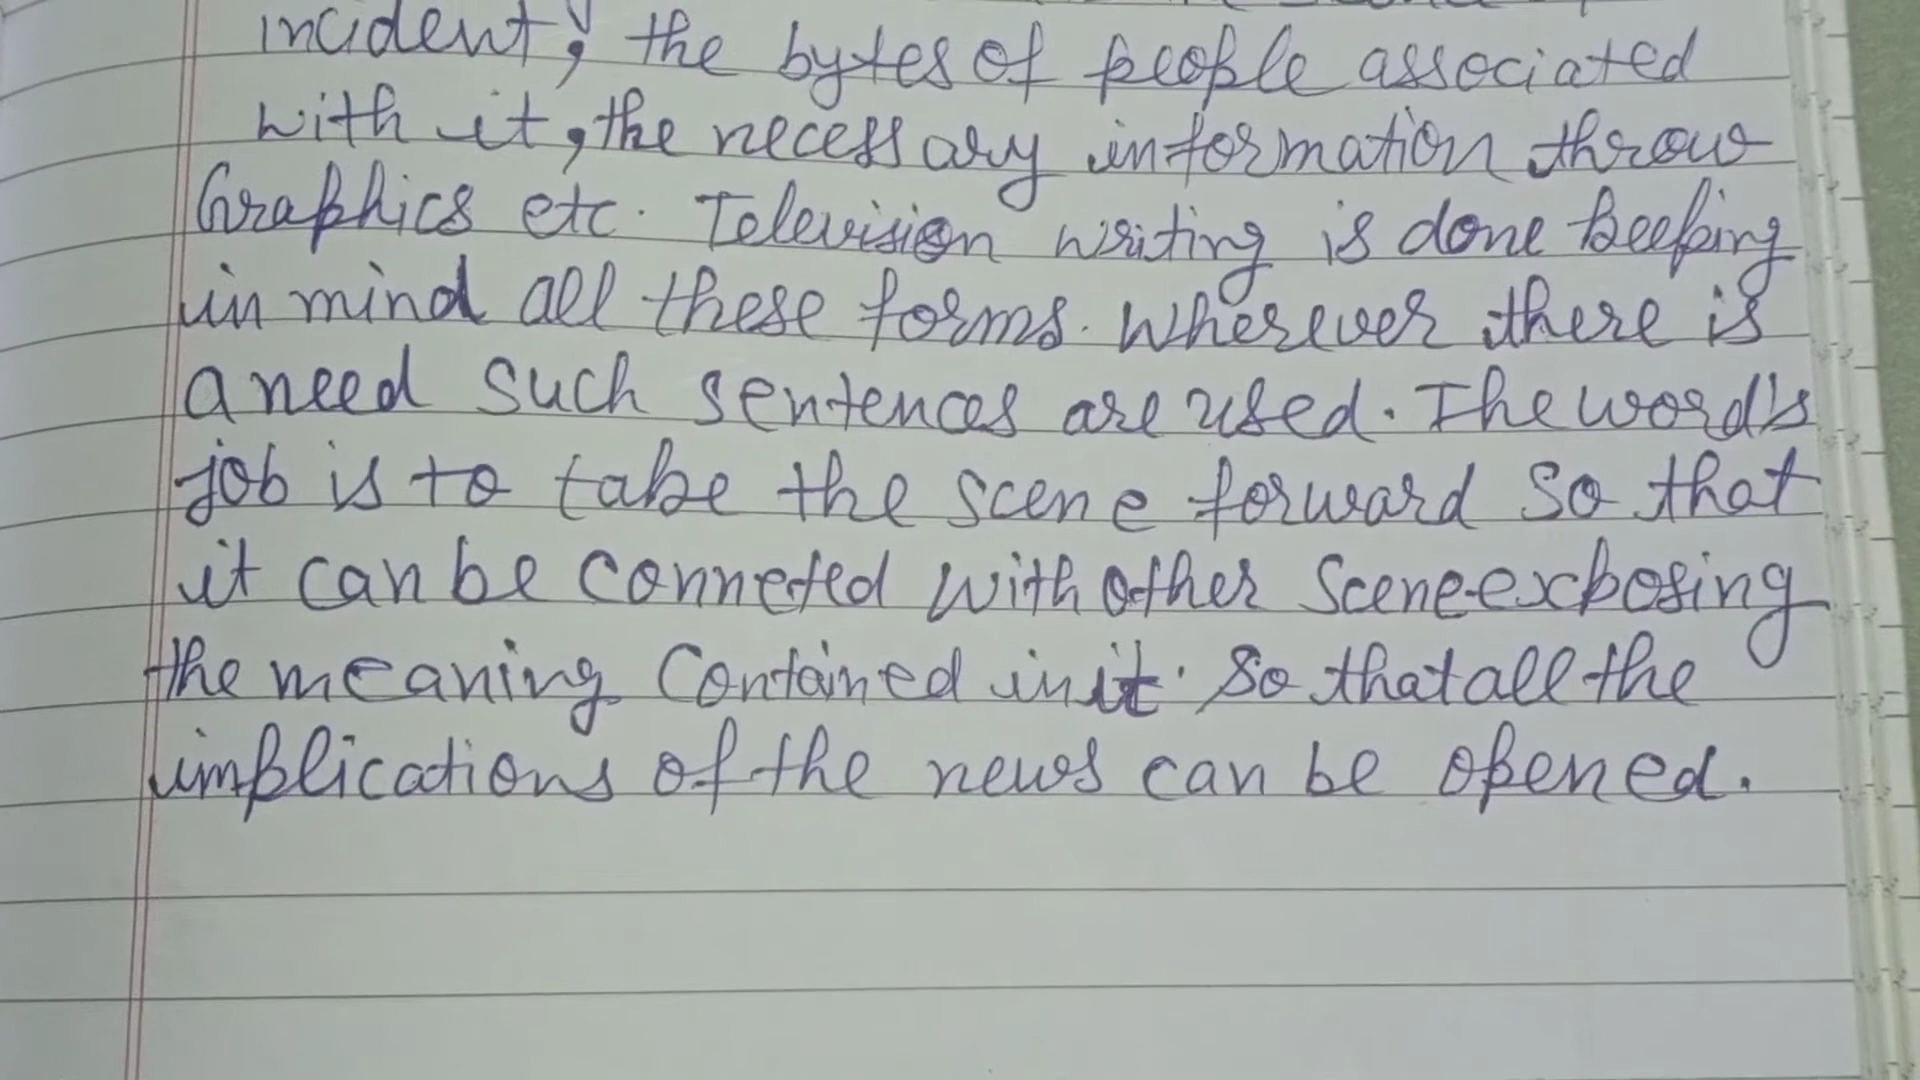 incident, the bytes of people associated
with it, the necessary information throw
Graphics etc. Television writing is done keeping
in mind all these forms. Wherever there is
a need such sentences are used. The word's
job is to take the scene forward so that
it can be conneted with other scene-exposing
the meaning contained in it. So that all the
implications of the news can be opened.